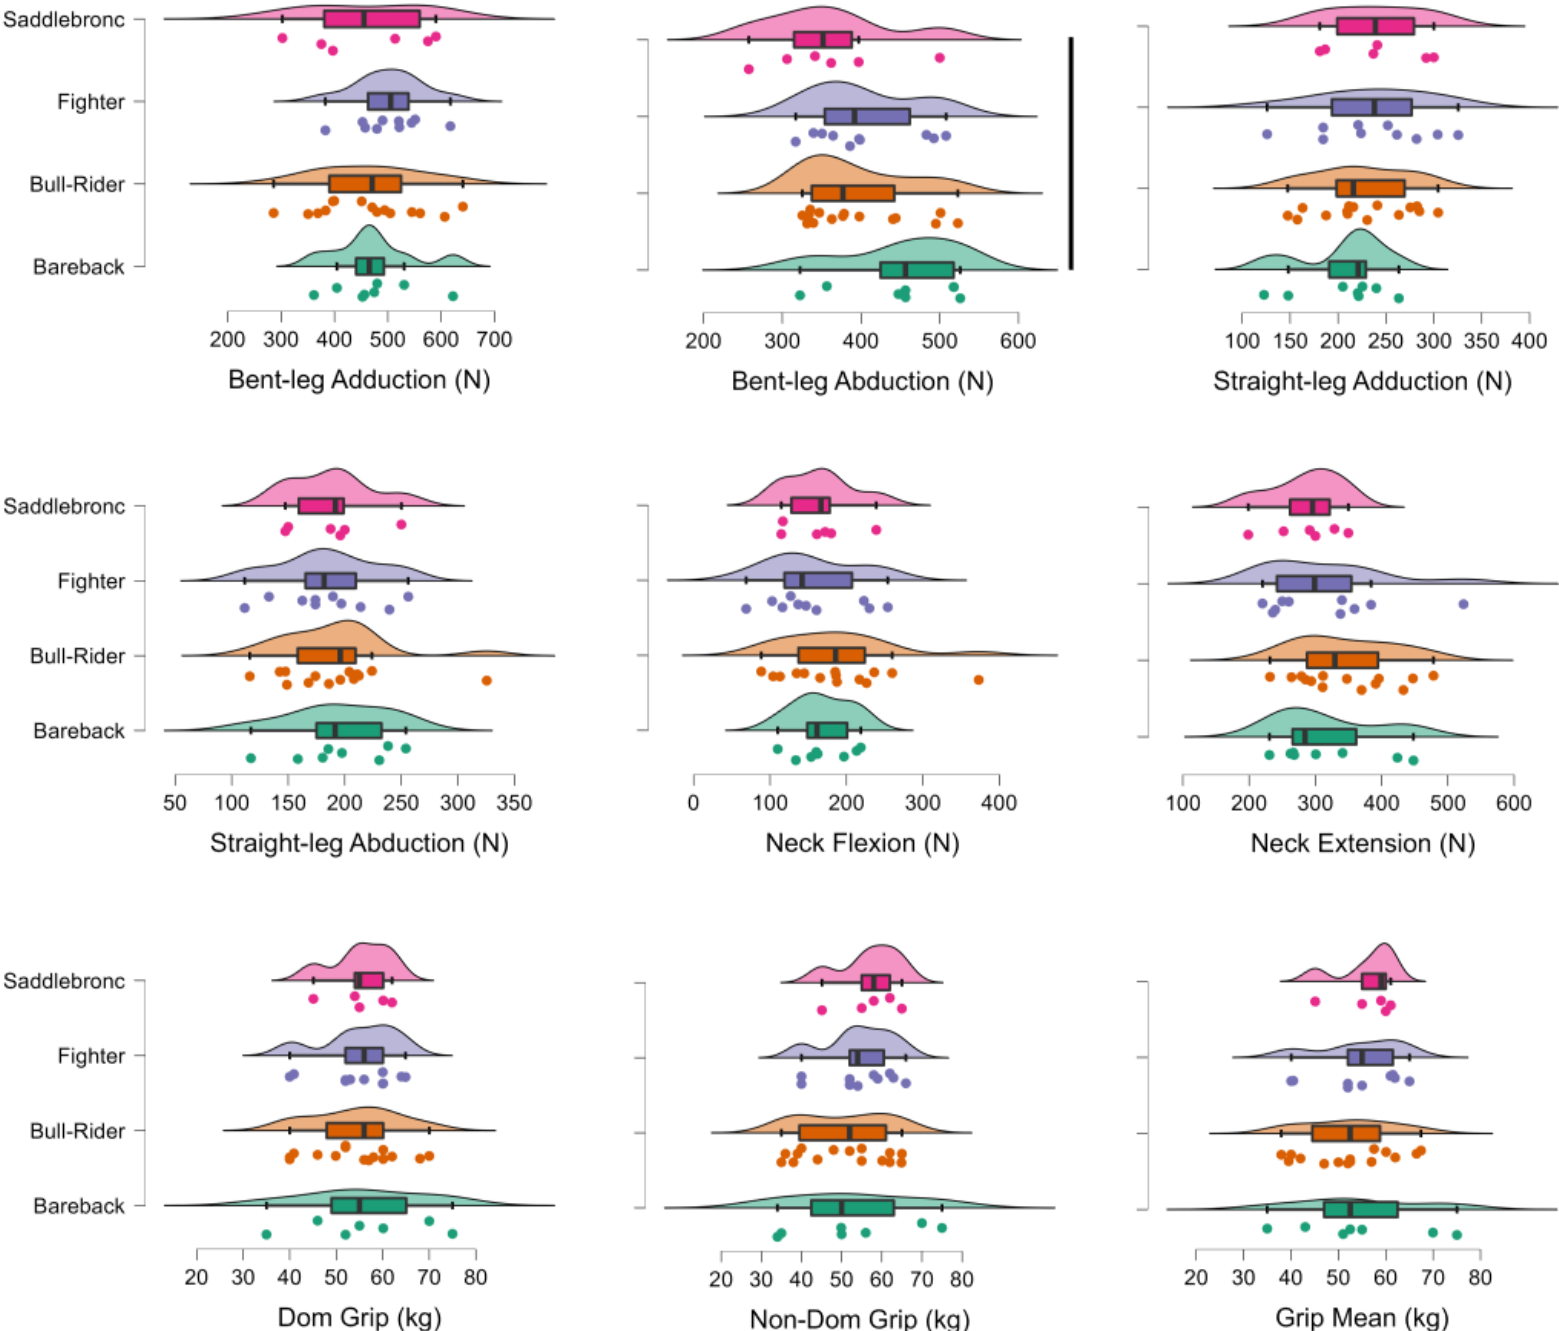 Saddlebronc
Fighter
Bull-Rider
Bareback
200 300 400 500 600 700
Bent-leg Adduction (N)
200 300 400 500 600
Bent-leg Abduction (N)
100 150 200 250 300 350 400
Straight-leg Adduction (N)
Saddlebronc
Fighter
Bull-Rider
Bareback
50 100 150 200 250 300 350
Straight-leg Abduction (N)
0 100 200 300 400
Neck Flexion (N)
100 200 300 400 500 600
Neck Extension (N)
Saddlebronc
Fighter
Bull-Rider
Bareback
20 30 40 50 60 70 80
Dom Grip (kg)
20 30 40 50 60 70 80
Non-Dom Grip (kg)
20 30 40 50 60 70 80
Grip Mean (kg)